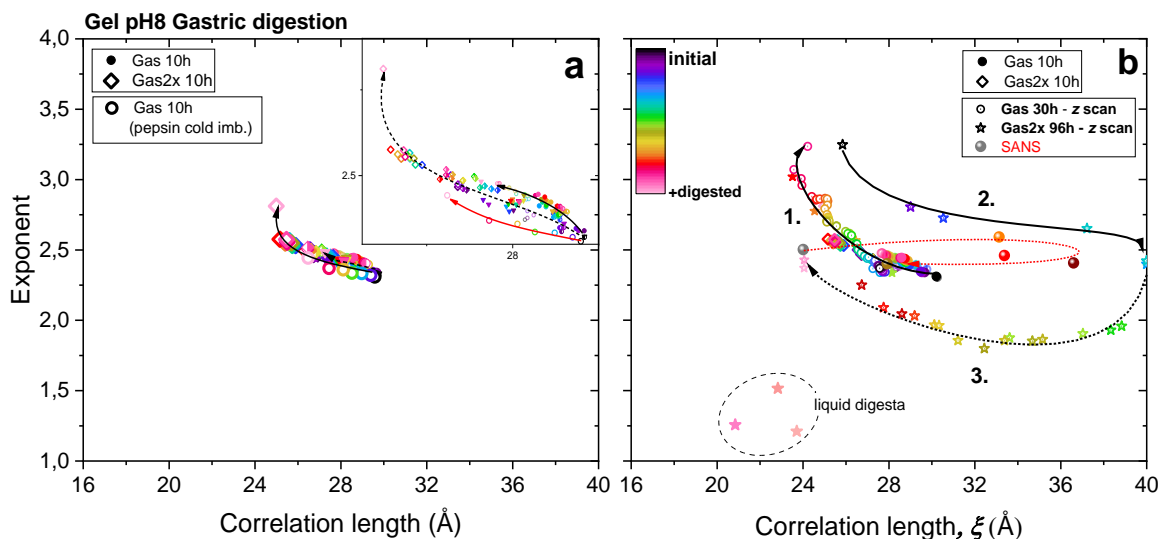 Gel pH8 Gastric digestion
4,0
3,5
3,0
2,5
2,0
1,5
1,0
Exponent
Gas 10h
Gas2x 10h
Gas 10h
(pepsin cold imb.)
a
2.5
28
16 20 24 28 32 36 40
Correlation length (Å)
initial
+digested
b
Gas 10h
Gas2x 10h
Gas 30h - z scan
Gas2x 96h - z scan
SANS
1.
2.
3.
liquid digesta
16 20 24 28 32 36 40
Correlation length, ξ (Å)